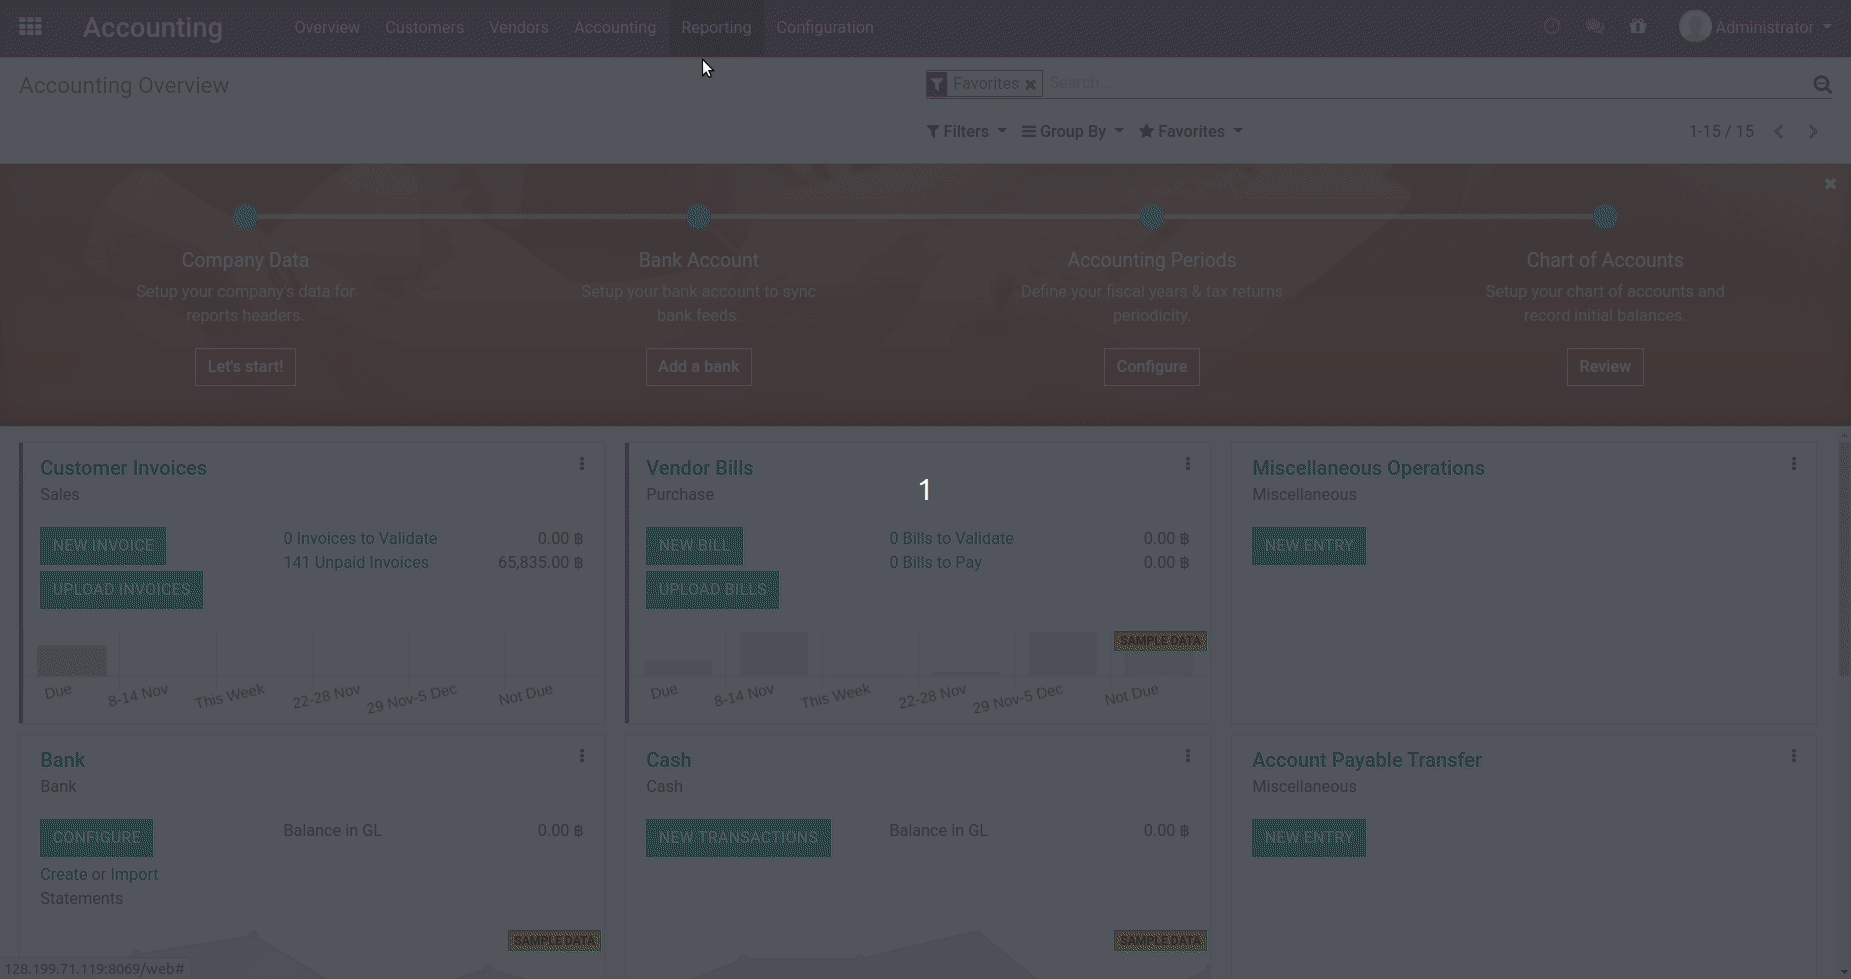 Accounting Overview Customers Vendors Accounting Reporting Configuration Administrator
Accounting Overview
Favorites Search...
Filters Group By Favorites 1-15 / 15
Company Data
Setup your company's data for
reports headers.
Let's start!
Bank Account
Setup your bank account to sync
bank feeds.
Add a bank
Accounting Periods
Define your fiscal years & tax returns
periodicity.
Configure
Chart of Accounts
Setup your chart of accounts and
record initial balances.
Review
Customer Invoices
Sales
NEW INVOICE
UPLOAD INVOICES
0 Invoices to Validate 0.00 ฿
141 Unpaid Invoices 65,835.00 ฿
Due 8-14 Nov This Week 22-28 Nov 29 Nov-5 Dec Not Due
Vendor Bills
Purchase
1
NEW BILL
UPLOAD BILLS
0 Bills to Validate 0.00 ฿
0 Bills to Pay 0.00 ฿
SAMPLE DATA
Due 8-14 Nov This Week 22-28 Nov 29 Nov-5 Dec Not Due
Miscellaneous Operations
Miscellaneous
NEW ENTRY
Bank
Bank
CONFIGURE
Balance in GL 0.00 ฿
Create or Import
Statements
SAMPLE DATA
Cash
Cash
NEW TRANSACTIONS
Balance in GL 0.00 ฿
SAMPLE DATA
Account Payable Transfer
Miscellaneous
NEW ENTRY
128.199.71.119:8069/web#